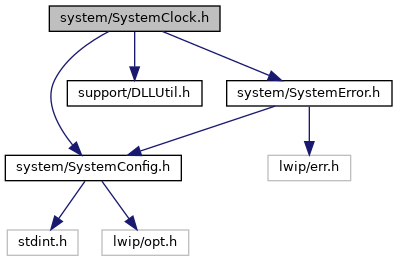 system/SystemClock.h
support/DLLUtil.h
system/SystemError.h
system/SystemConfig.h
lwip/err.h
stdint.h
lwip/opt.h